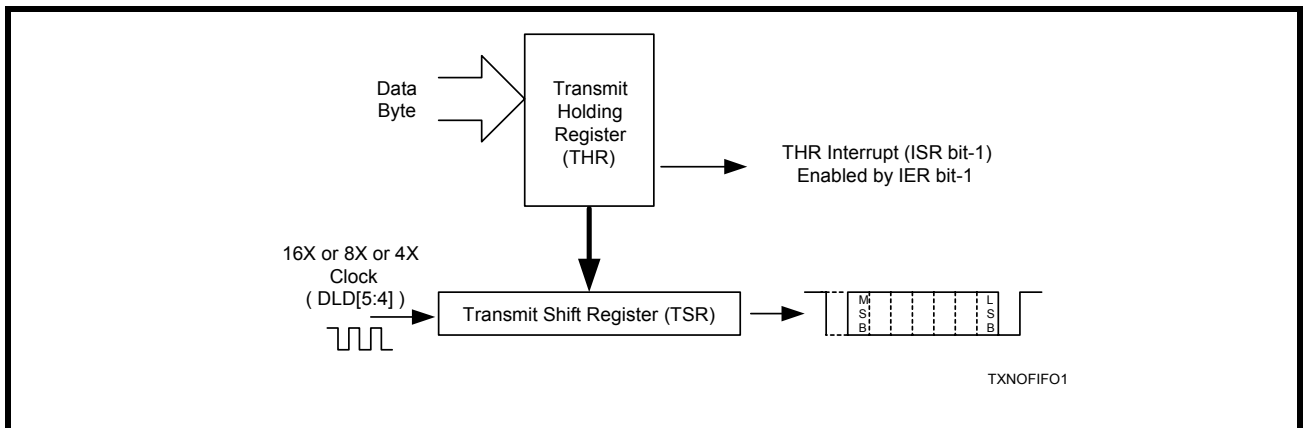 Data
Byte
Transmit
Holding
Register
(THR)
THR Interrupt (ISR bit-1)
Enabled by IER bit-1
16X or 8X or 4X
Clock
( DLD[5:4] )
Transmit Shift Register (TSR)
M
S
B
L
S
B
TXNOFIFO1